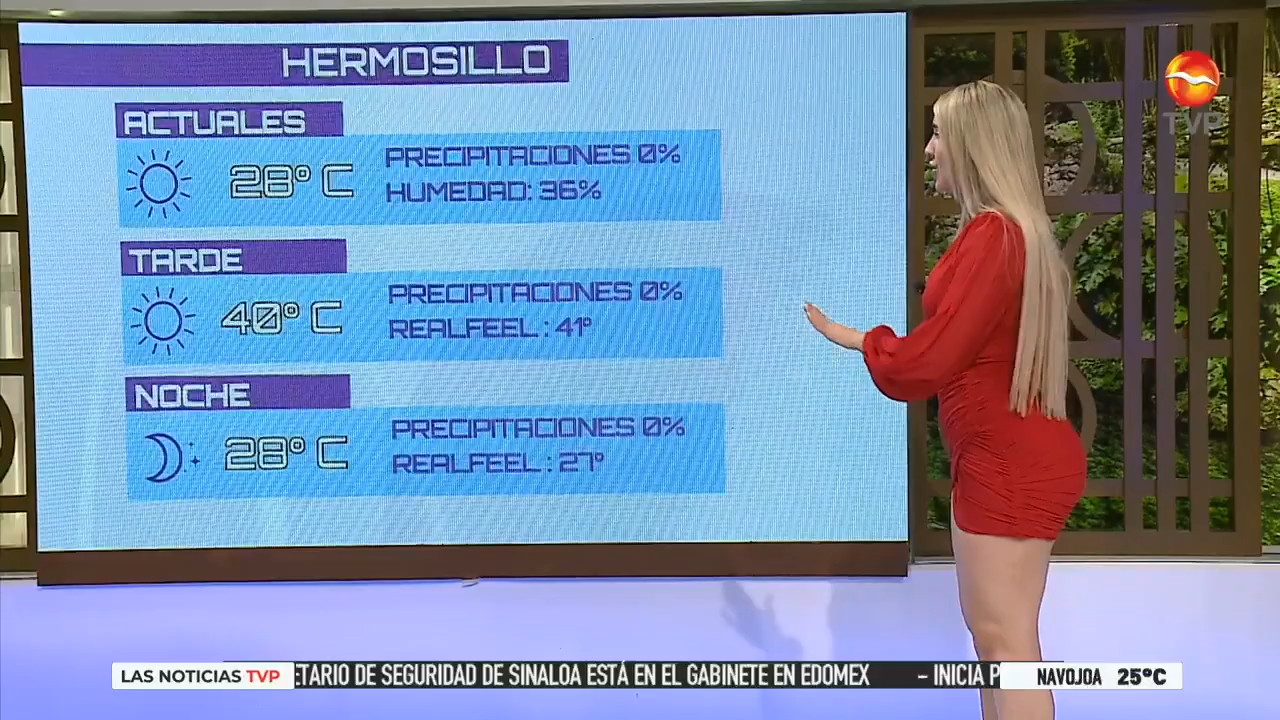 HERMOSILLO
ACTUALES
28° C
PRECIPITACIONES 0%
HUMEDAD: 36%
TARDE
40° C
PRECIPITACIONES 0%
REALFEEL : 41°
NOCHE
28° C
PRECIPITACIONES 0%
REALFEEL : 27°
TVP
LAS NOTICIAS TVP
ETARIO DE SEGURIDAD DE SINALOA ESTÁ EN EL GABINETE EN EDOMEX – INICIA P
NAVOJOA 25°C